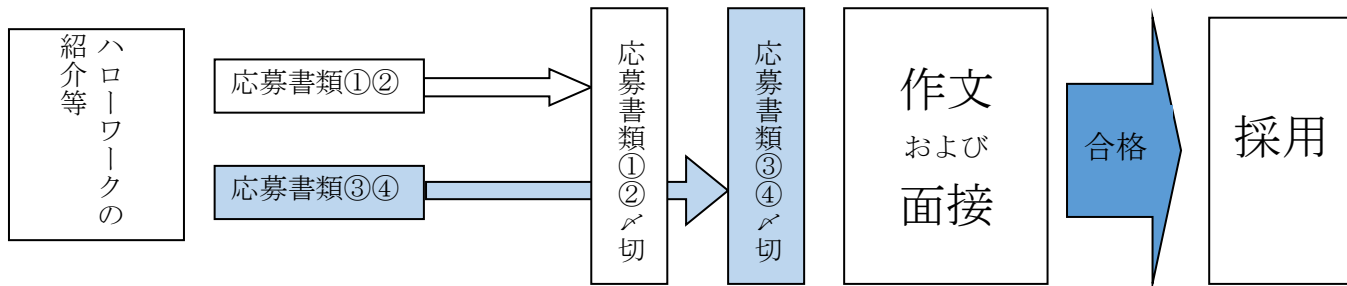 ハローワークの
紹介等
応募書類①②
応募書類③④
応募書類①②〆切
応募書類③④〆切
作文
および
面接
合格
採用